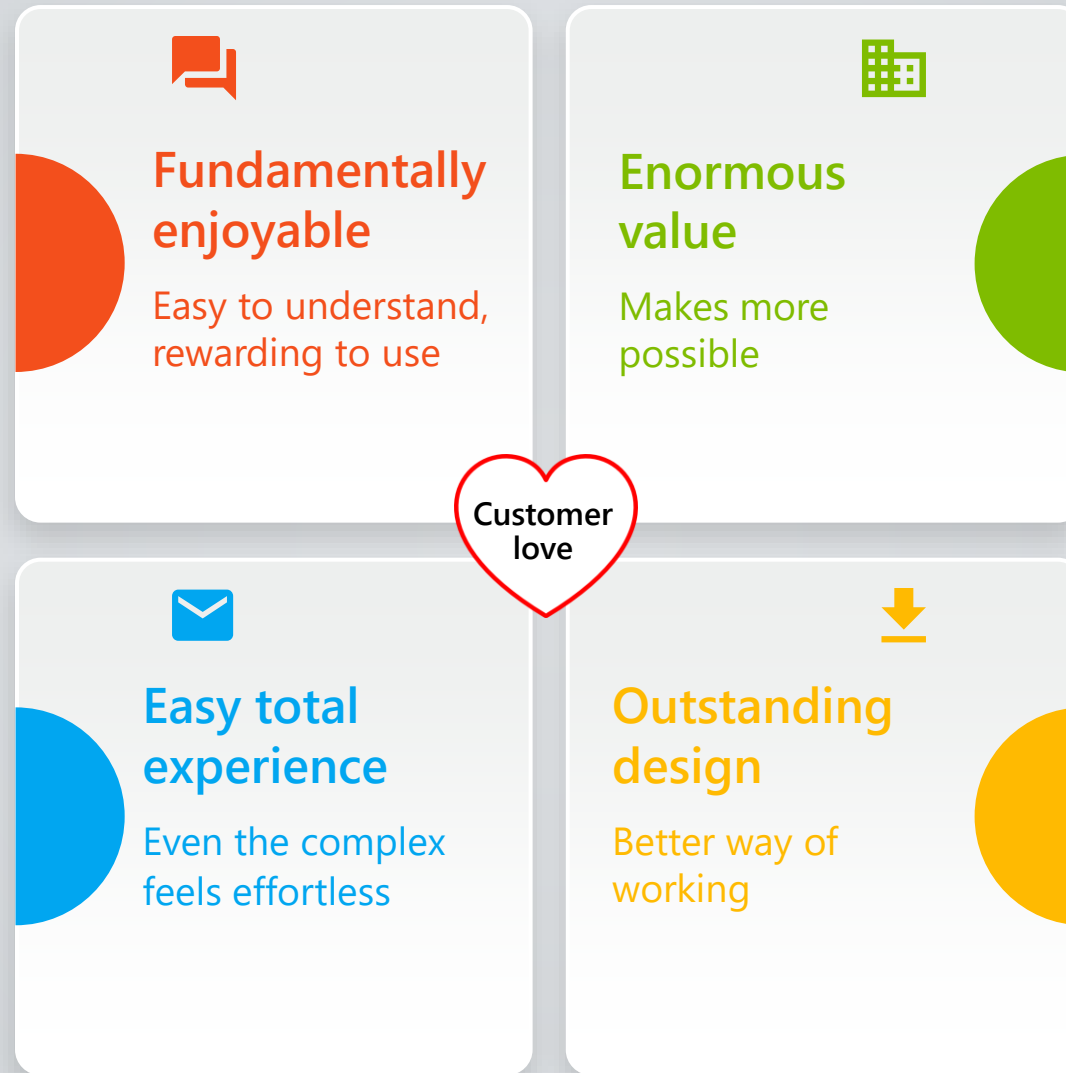 Fundamentally
enjoyable
Easy to understand,
rewarding to use
Enormous
value
Makes more
possible
Customer
love
Easy total
experience
Even the complex
feels effortless
Outstanding
design
Better way of
working